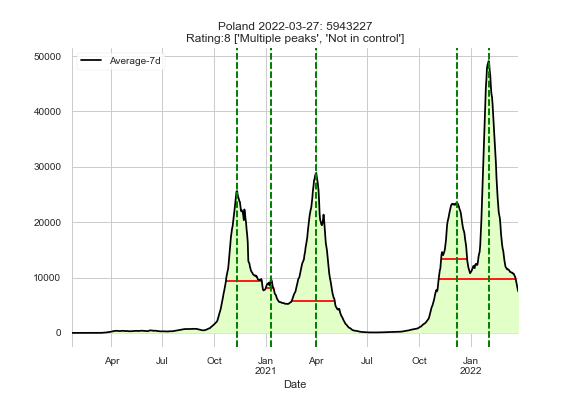 Poland 2022-03-27: 5943227
Rating:8 ['Multiple peaks', 'Not in control']
Average-7d
50000
40000
30000
20000
10000
0
Apr Jul Oct Jan Apr Jul Oct Jan
2021 2022
Date